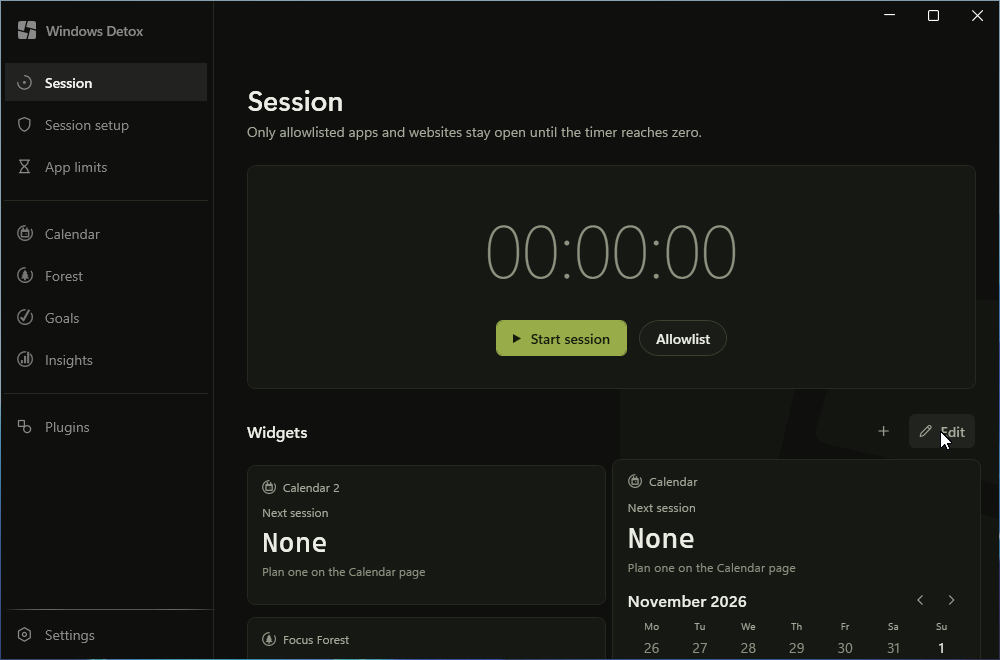 Windows Detox
Session
Session setup
App limits
Calendar
Forest
Goals
Insights
Plugins
Settings
Session
Only allowlisted apps and websites stay open until the timer reaches zero.
00:00:00
Start session
Allowlist
Widgets
Edit
Calendar 2
Next session
None
Plan one on the Calendar page
Focus Forest
Calendar
Next session
None
Plan one on the Calendar page
November 2026
Mo Tu We Th Fr Sa Su
26 27 28 29 30 31 1